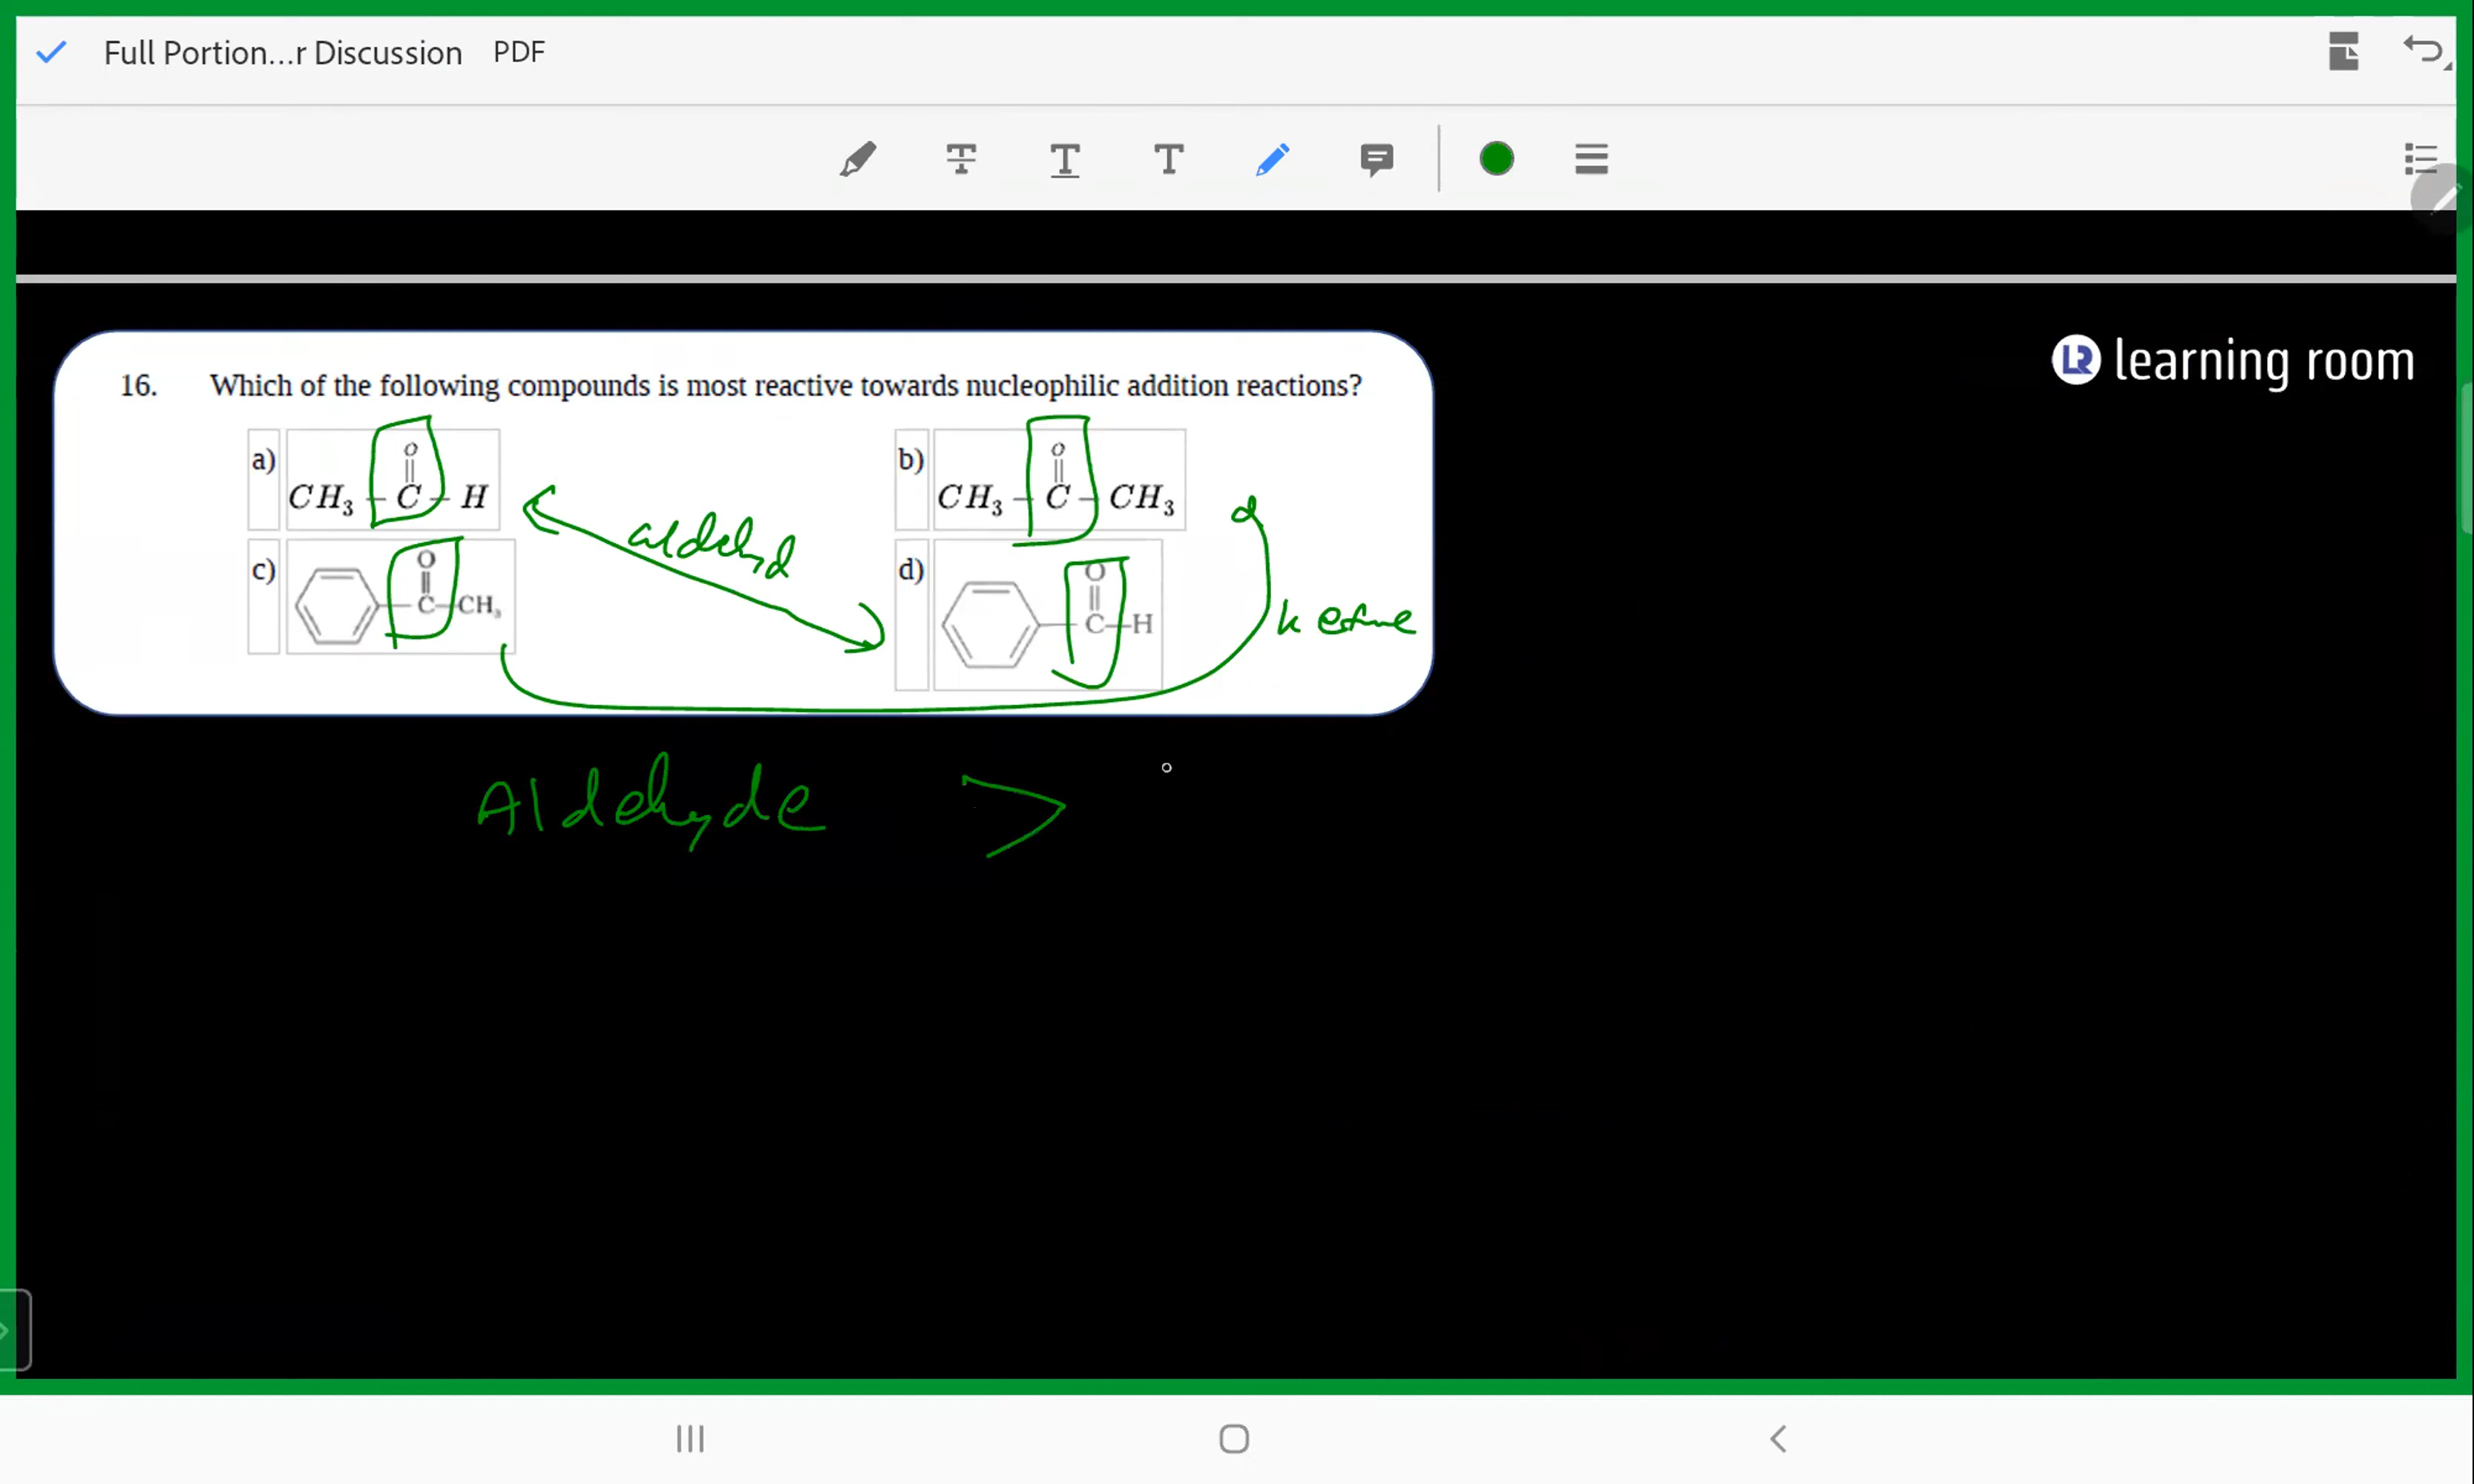 Full Portion...r Discussion PDF
learning room
16. Which of the following compounds is most reactive towards nucleophilic addition reactions?
a) CH₃ – C – H
O
b) CH₃ – C – CH₃
O
aldehyd
c) O
C–CH₃
d) O
C–H
Aldehyde >